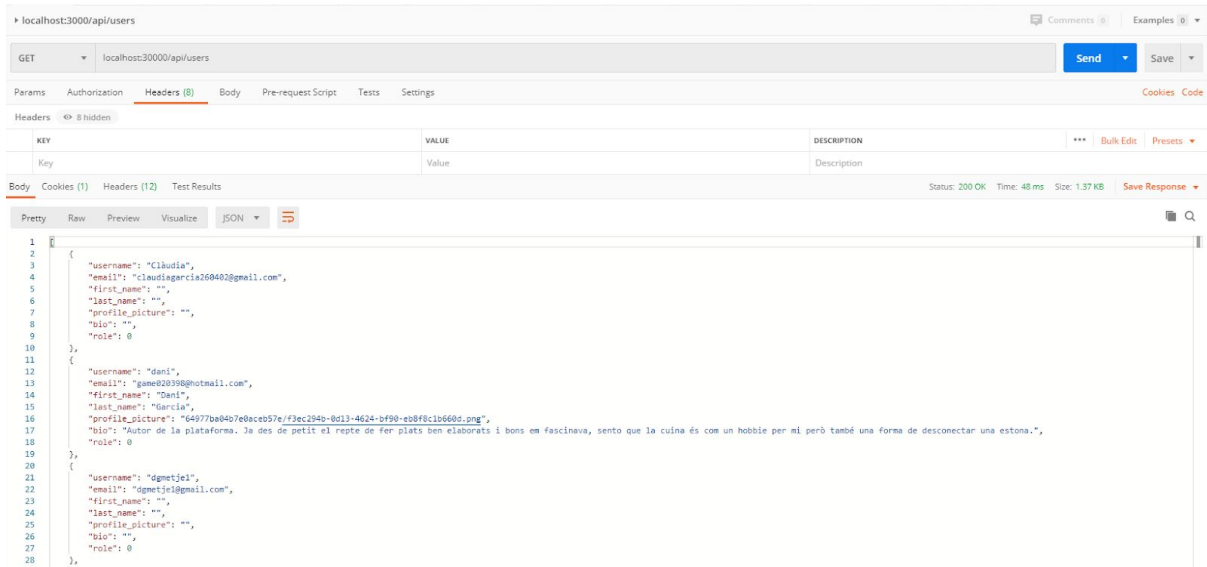 localhost:3000/api/users Comments 0 Examples 0
GET localhost:30000/api/users Send Save
Params Authorization Headers (8) Body Pre-request Script Tests Settings Cookies Code
Headers 8 hidden
KEY VALUE DESCRIPTION ••• Bulk Edit Presets
Key Value Description
Body Cookies (1) Headers (12) Test Results Status: 200 OK Time: 48 ms Size: 1.37 KB Save Response
Pretty Raw Preview Visualize JSON
1 [
2 {
3 "username": "Clàudia",
4 "email": "claudiagarcia260402@gmail.com",
5 "first_name": "",
6 "last_name": "",
7 "profile_picture": "",
8 "bio": "",
9 "role": 0
10 },
11 {
12 "username": "dani",
13 "email": "game020398@hotmail.com",
14 "first_name": "Dani",
15 "last_name": "Garcia",
16 "profile_picture": "64977ba04b7e0aceb57e/f3ec294b-0d13-4624-bf90-eb8f8c1b660d.png",
17 "bio": "Autor de la plataforma. Ja des de petit el repte de fer plats ben elaborats i bons em fascinava, sento que la cuina és com un hobbie per mi però també una forma de desconectar una estona.",
18 "role": 0
19 },
20 {
21 "username": "dgmetje1",
22 "email": "dgmetje1@gmail.com",
23 "first_name": "",
24 "last_name": "",
25 "profile_picture": "",
26 "bio": "",
27 "role": 0
28 },